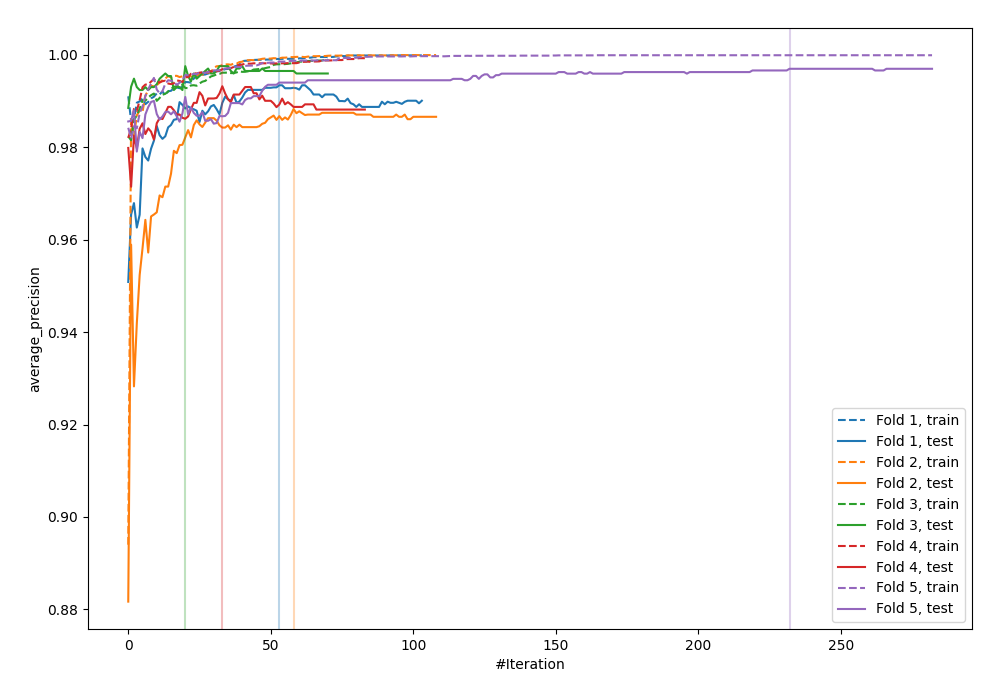 1.00
0.98
0.96
0.94
0.92
0.90
0.88
average_precision
0
50
100
150
200
250
#Iteration
Fold 1, train
Fold 1, test
Fold 2, train
Fold 2, test
Fold 3, train
Fold 3, test
Fold 4, train
Fold 4, test
Fold 5, train
Fold 5, test